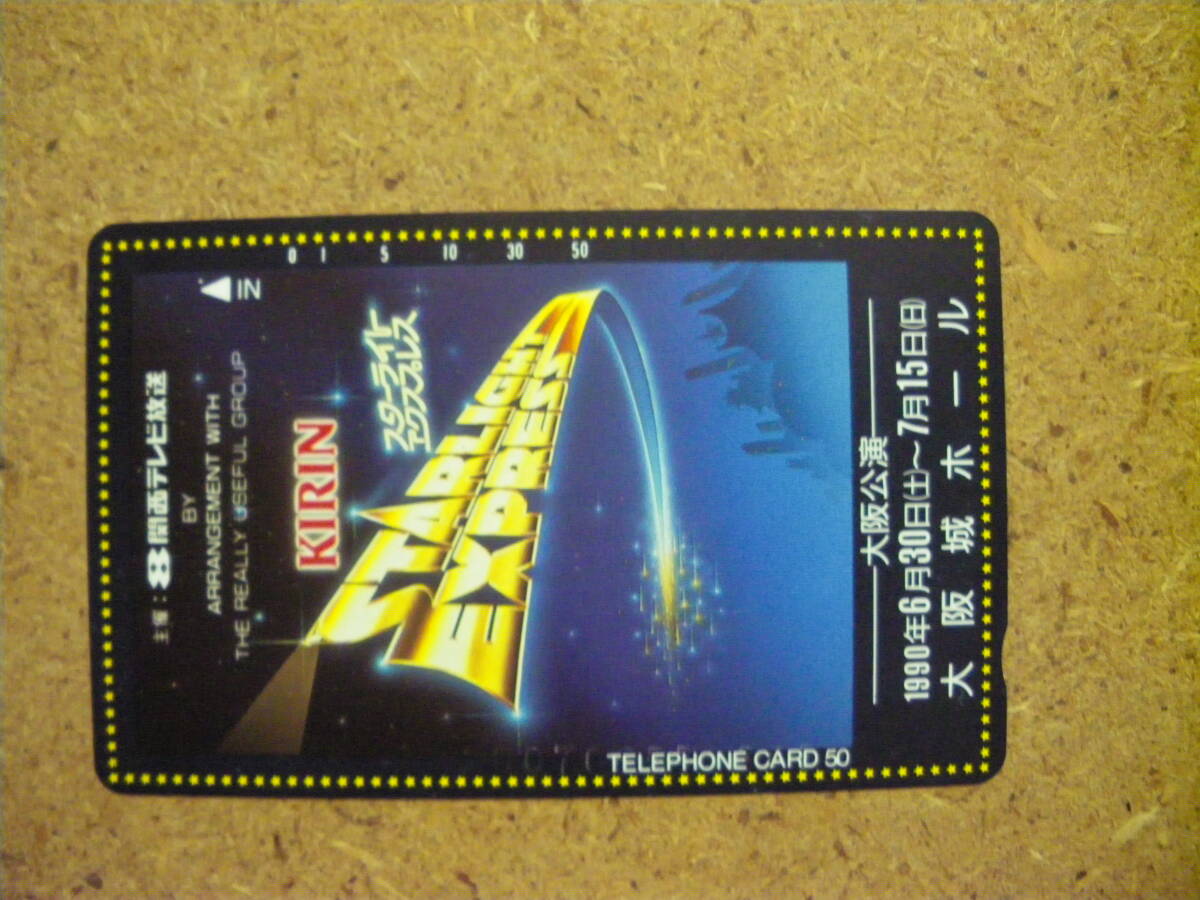 主催：8 関西テレビ放送
BY
ARRANGEMENT WITH
THE REALLY USEFUL GROUP
IN
KIRIN
スターライト
エクスプレス
STARLIGHT
EXPRESS
大阪公演
1990年6月30日(土)〜7月15日(日)
大阪城ホール
0 1 5 10 30 50
TELEPHONE CARD 50